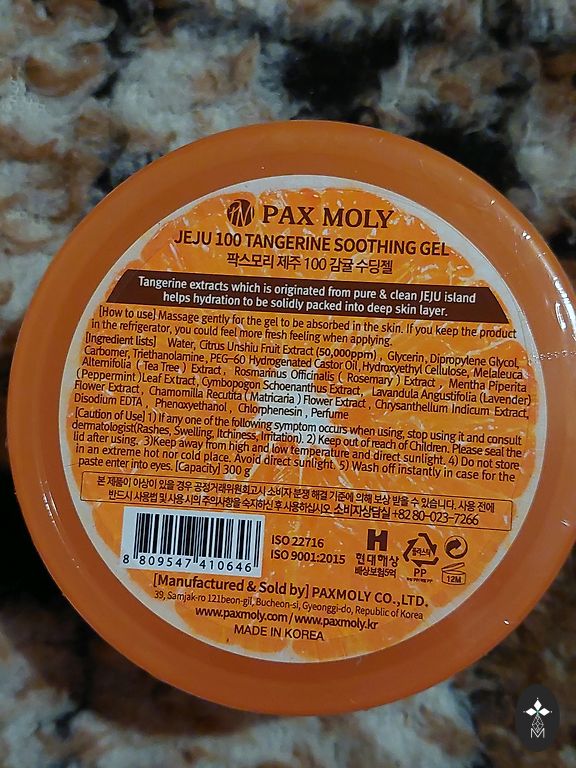 PAX MOLY
JEJU 100 TANGERINE SOOTHING GEL
팍스모리 제주 100 감귤 수딩젤
Tangerine extracts which is originated from pure & clean JEJU island
helps hydration to be solidly packed into deep skin layer.
[How to use] Massage gently for the gel to be absorbed in the skin. If you keep the product
in the refrigerator, you could feel more fresh feeling when applying.
[Ingredient lists] Water, Citrus Unshiu Fruit Extract (50,000ppm), Glycerin, Dipropylene Glycol,
Carbomer, Triethanolamine, PEG-60 Hydrogenated Castor Oil, Hydroxyethyl Cellulose, Melaleuca
Alternifolia (Tea Tree) Extract, Rosmarinus Officinalis (Rosemary) Extract, Mentha Piperita
(Peppermint) Leaf Extract, Cymbopogon Schoenanthus Extract, Lavandula Angustifolia (Lavender)
Flower Extract, Chamomilla Recutita (Matricaria) Flower Extract, Chrysanthellum Indicum Extract,
Disodium EDTA, Phenoxyethanol, Chlorphenesin, Perfume
[Caution of Use] 1) If any one of the following symptom occurs when using, stop using it and consult
dermatologist(Rashes, Swelling, Itchiness, Irritation). 2) Keep out of reach of Children. Please seal the
lid after using. 3)Keep away from high and low temperature and direct sunlight. 4) Do not store
in an extreme hot nor cold place. Avoid direct sunlight. 5) Wash off instantly in case for the
paste enter into eyes. [Capacity] 300 g
본 제품에 이상이 있을 경우 공정거래위원회고시 소비자 분쟁 해결 기준에 의해 보상 받을 수 있습니다. 사용 전에
반드시 사용법 및 사용 시의 주의사항을 숙지하신 후 사용하십시오. 소비자상담실 +82 80-023-7266
8 809547 410646
ISO 22716
ISO 9001:2015
H
현대해상
배상보험5억
플라스틱
PP
12M
[Manufactured & Sold by] PAXMOLY CO.,LTD.
39, Samjak-ro 121beon-gil, Bucheon-si, Gyeonggi-do, Republic of Korea
www.paxmoly.com / www.paxmoly.kr
MADE IN KOREA
M